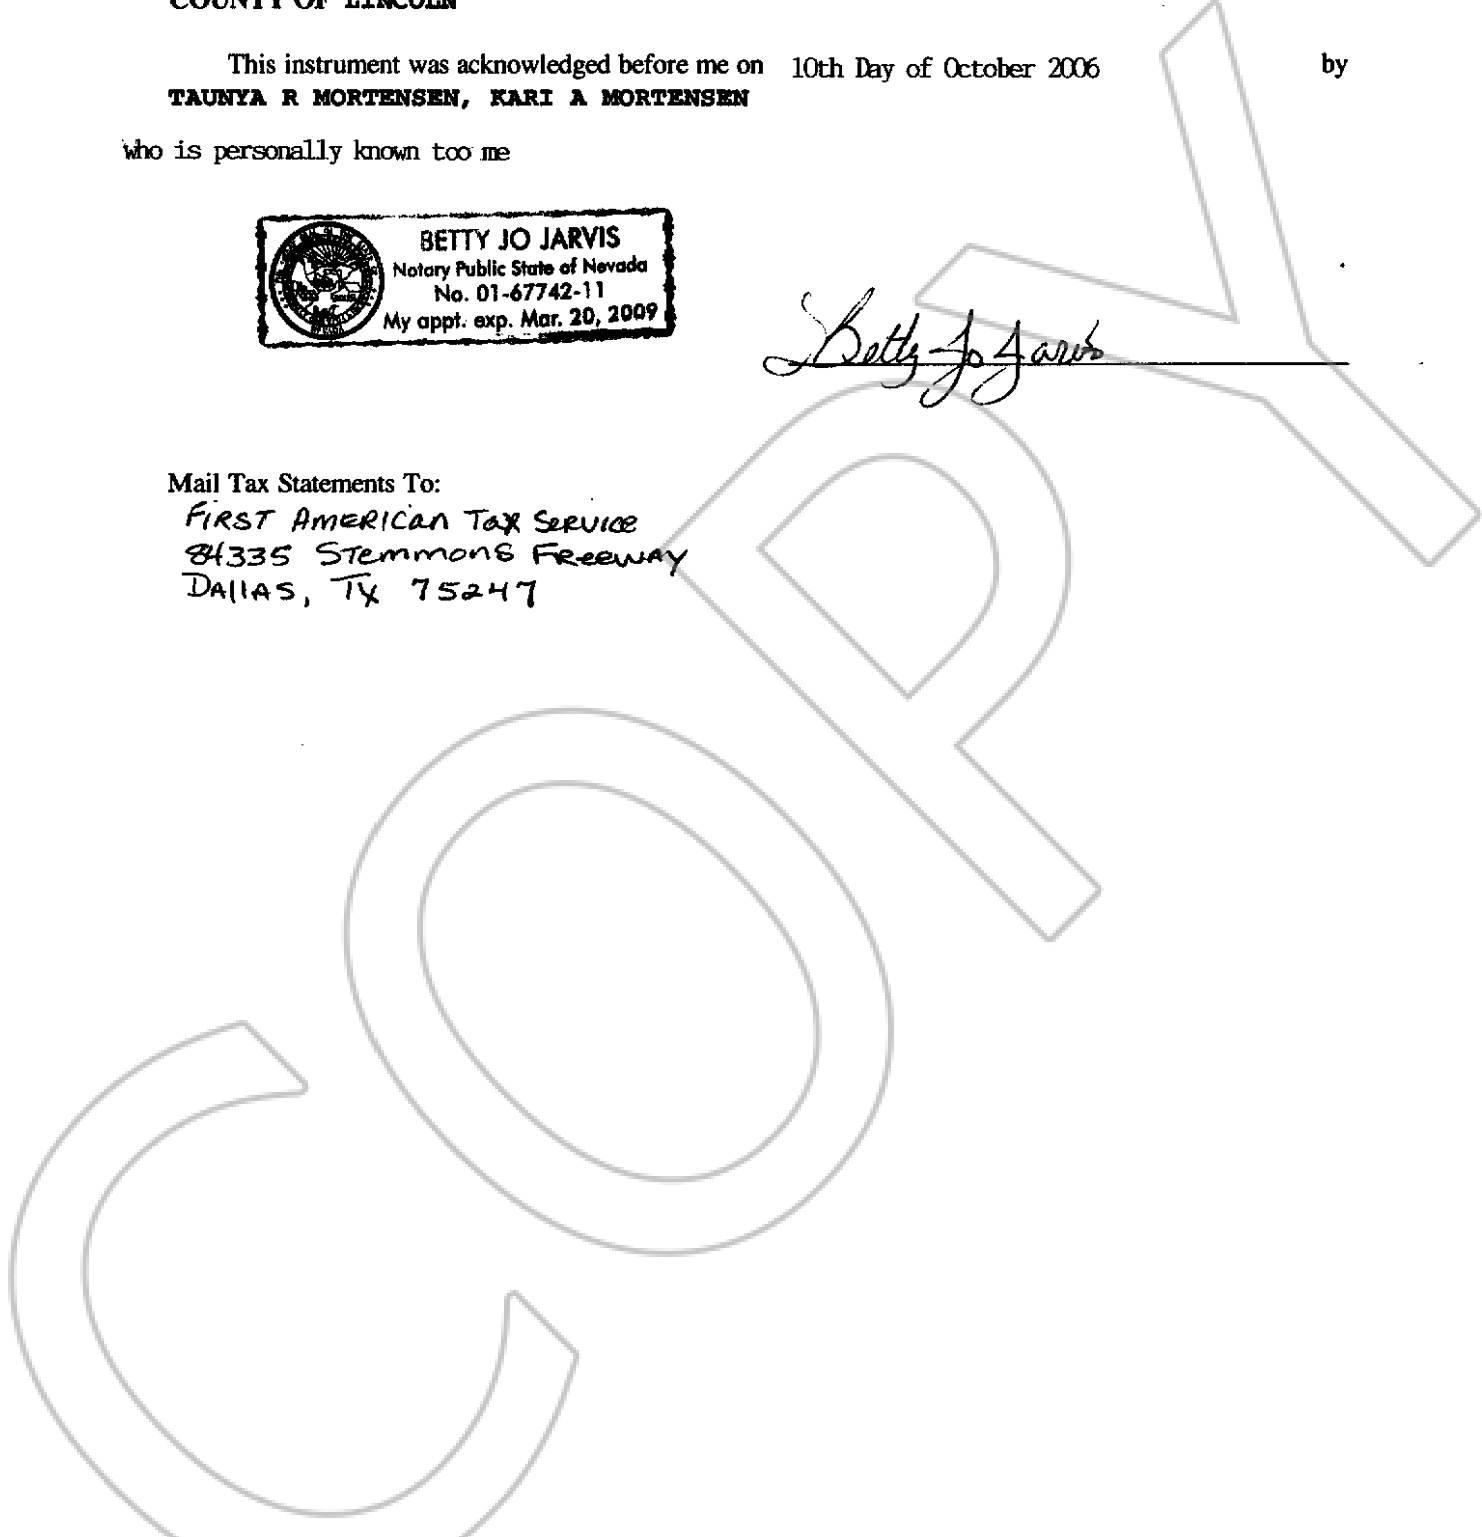 COUNTY OF LINCOLN
This instrument was acknowledged before me on 10th Day of October 2006 by
TAUNYA R MORTENSEN, KARI A MORTENSEN
who is personally known too me
BETTY JO JARVIS
Notary Public State of Nevada
No. 01-67742-11
My appt. exp. Mar. 20, 2009
Betty Jo Jarvis
Mail Tax Statements To:
FIRST AMERICAN TAX SERVICE
84335 STEMMONS FREEWAY
DALLAS, TX 75247
COPY